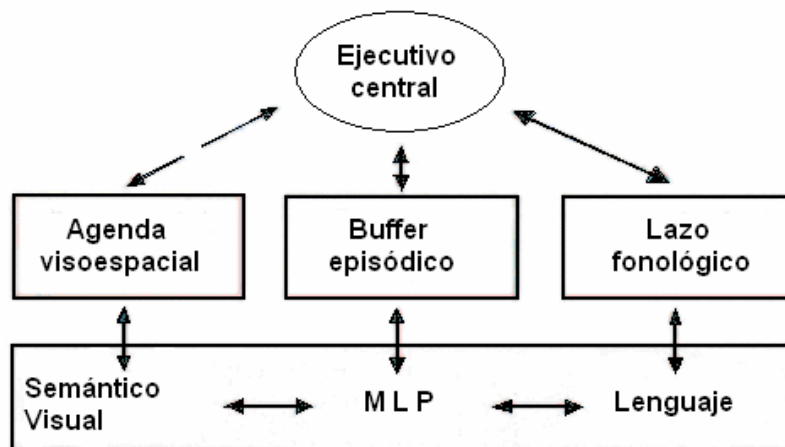 Ejecutivo
central
Agenda
visoespacial
Buffer
episódico
Lazo
fonológico
Semántico
Visual
M L P
Lenguaje